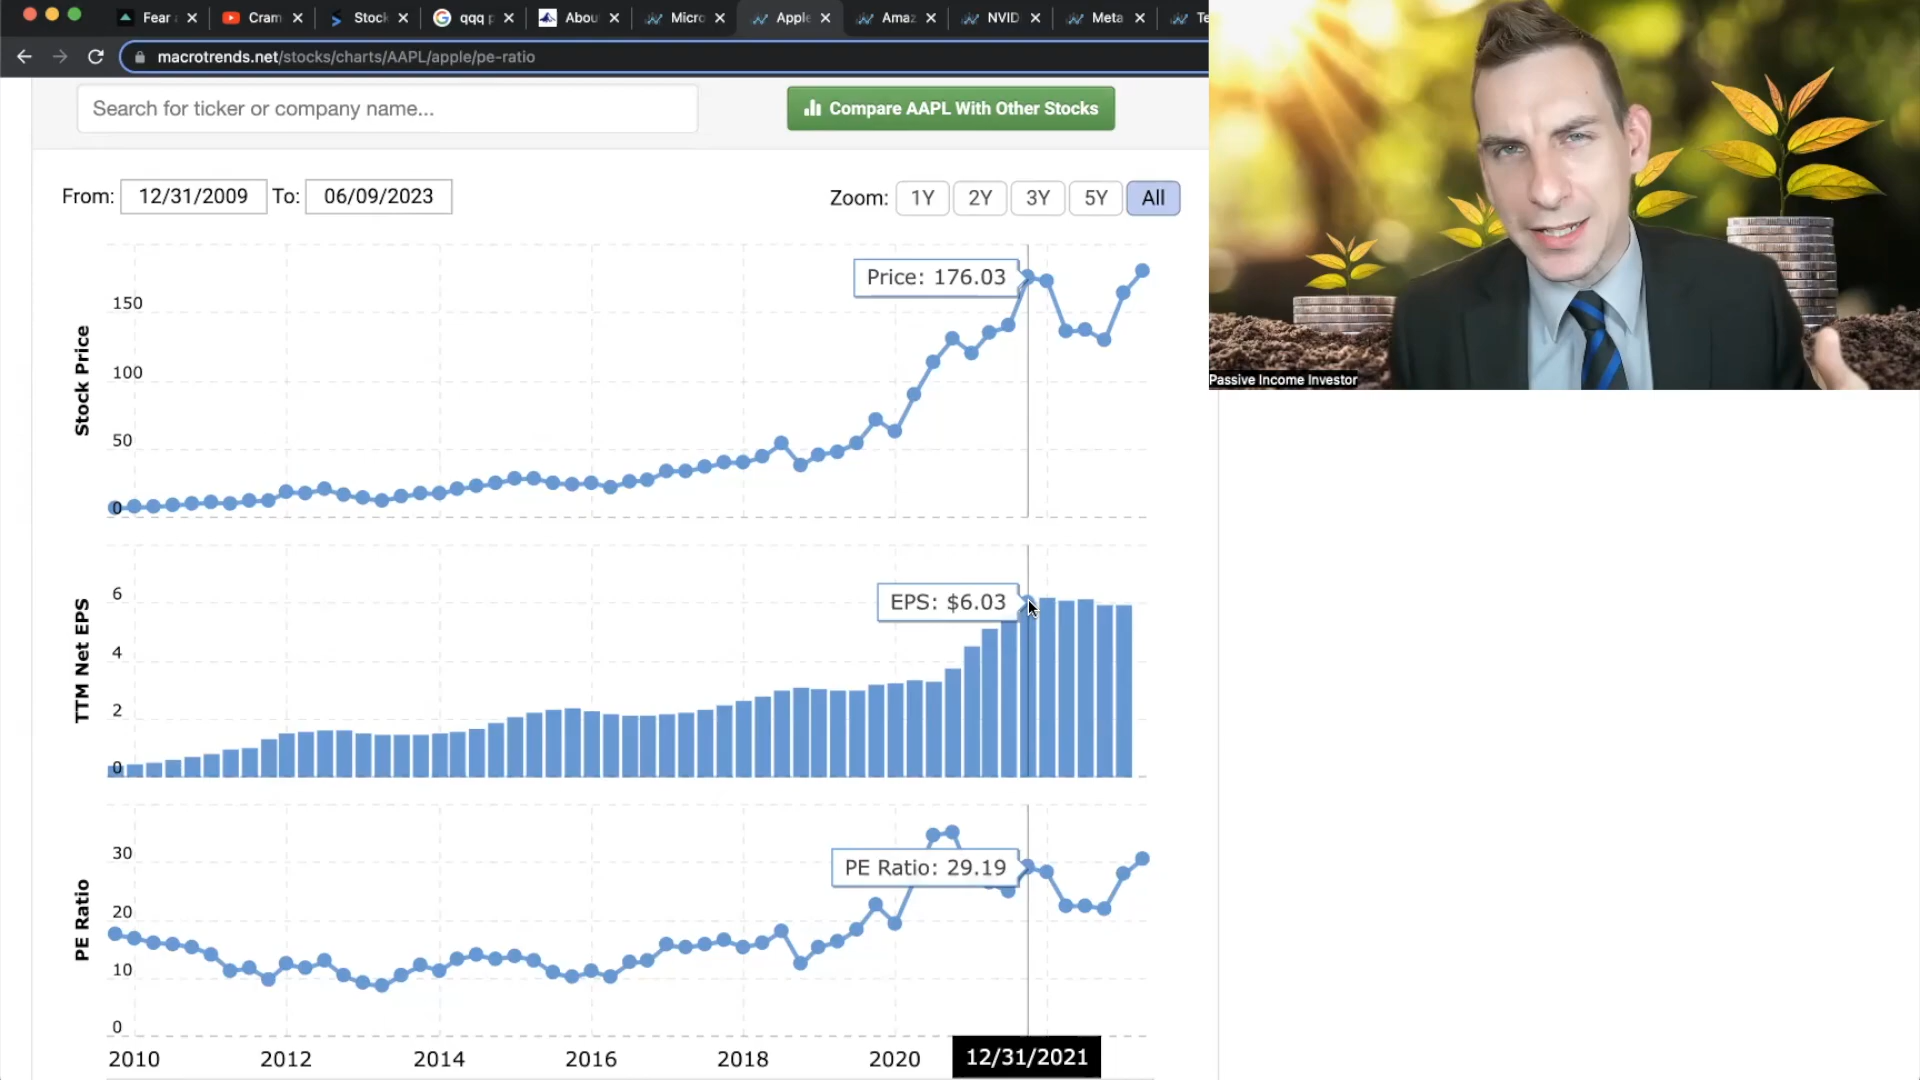 Fear
Cram
Stock
qqq p
Abou
Micro
Apple
Amaz
NVID
Meta
Te
macrotrends.net/stocks/charts/AAPL/apple/pe-ratio
Search for ticker or company name...
Compare AAPL With Other Stocks
From: 12/31/2009 To: 06/09/2023
Zoom: 1Y 2Y 3Y 5Y All
Stock Price
150
100
50
0
Price: 176.03
TTM Net EPS
6
4
2
0
EPS: $6.03
PE Ratio
30
20
10
0
PE Ratio: 29.19
2010 2012 2014 2016 2018 2020 12/31/2021
Passive Income Investor